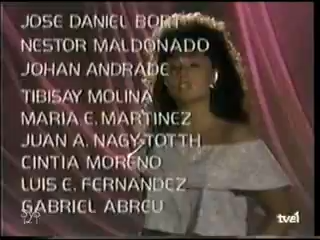 JOSE DANIEL BORT
NESTOR MALDONADO
JOHAN ANDRADE
TIBISAY MOLINA
MARIA E. MARTINEZ
JUAN A. NAGY-TOTTH
CINTIA MORENO
LUIS E. FERNANDEZ
GABRIEL ABREU
tve1